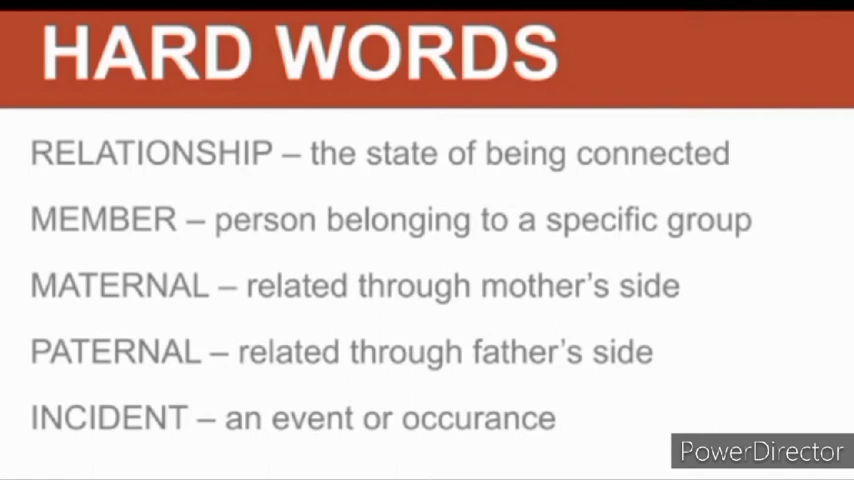 HARD WORDS
RELATIONSHIP – the state of being connected
MEMBER – person belonging to a specific group
MATERNAL – related through mother's side
PATERNAL – related through father's side
INCIDENT – an event or occurance
PowerDirector